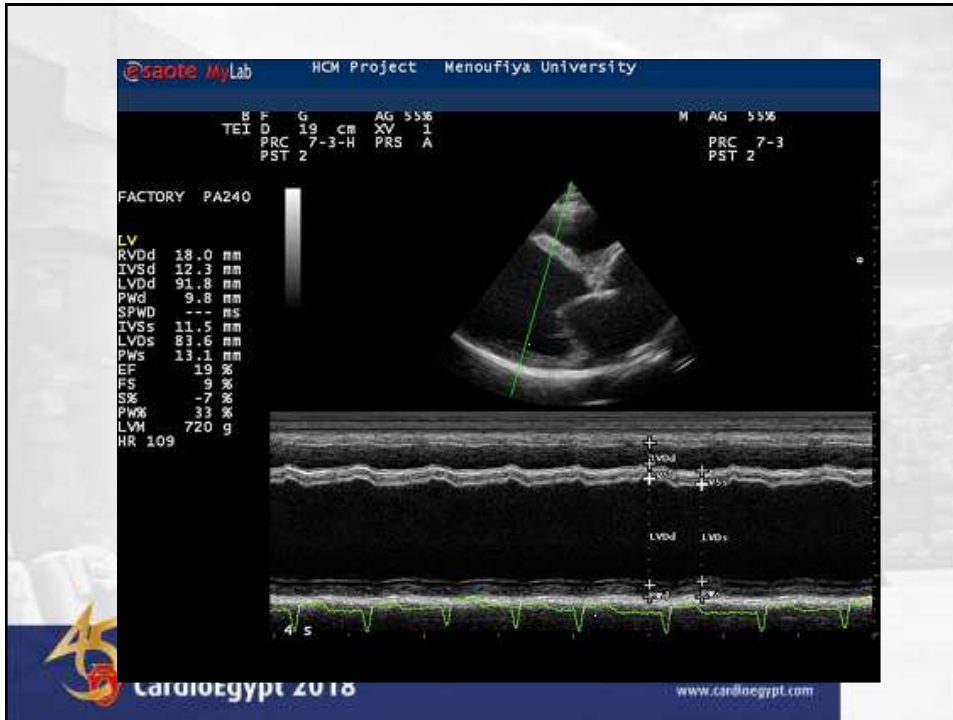 esaote MyLab HCM Project Menoufiya University
B F G AG 55% M AG 55%
TEI D 19 cm XV 1
PRC 7-3-H PRS A PRC 7-3
PST 2 PST 2
FACTORY PA240
LV
RVDd 18.0 mm
IVSd 12.3 mm
LVDd 91.8 mm
PWd 9.8 mm
SPWD --- ms
IVSs 11.5 mm
LVDs 83.6 mm
PWs 13.1 mm
EF 19 %
FS 9 %
S% -7 %
PW% 33 %
LVM 720 g
HR 109
LVDd
LVDd LVDs
4 S
45
CardioEgypt 2018 www.cardioegypt.com